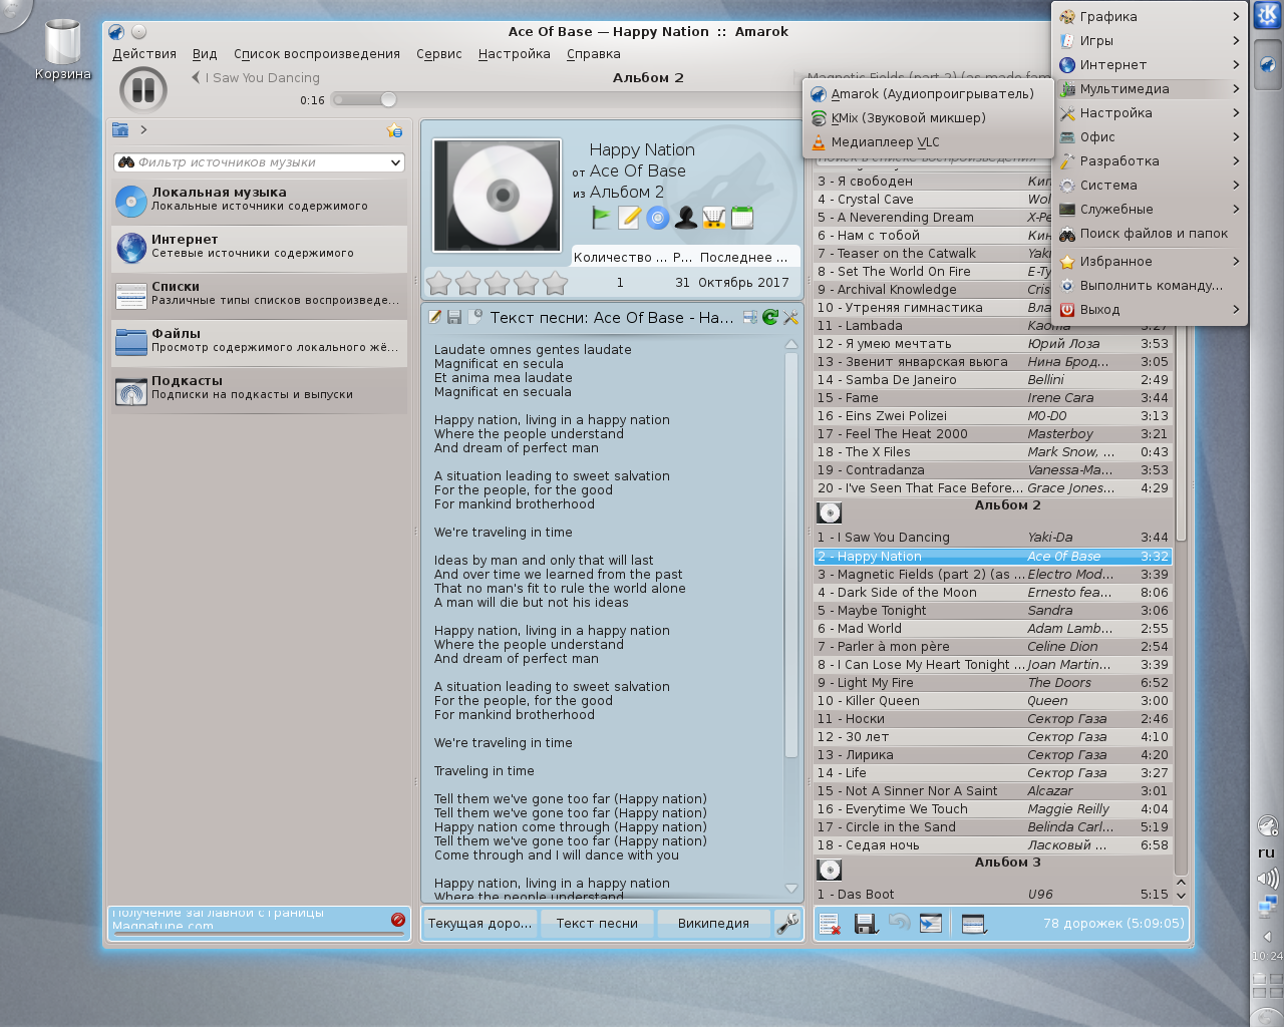 Корзина
Ace Of Base — Happy Nation :: Amarok
Действия Вид Список воспроизведения Сервис Настройка Справка
I Saw You Dancing
Альбом 2
Magnetic Fields (part 2) (as made fam
0:16
Фильтр источников музыки
Локальная музыка
Локальные источники содержимого
Интернет
Сетевые источники содержимого
Списки
Различные типы списков воспроизведе...
Файлы
Просмотр содержимого локального жё...
Подкасты
Подписки на подкасты и выпуски
Получение заглавной страницы
Magnatune.com
Happy Nation
от Ace Of Base
из Альбом 2
Количество ... Р... Последнее ...
1 31 Октябрь 2017
Текст песни: Ace Of Base - Ha...
Laudate omnes gentes laudate
Magnificat en secula
Et anima mea laudate
Magnificat en secuala
Happy nation, living in a happy nation
Where the people understand
And dream of perfect man
A situation leading to sweet salvation
For the people, for the good
For mankind brotherhood
We're traveling in time
Ideas by man and only that will last
And over time we learned from the past
That no man's fit to rule the world alone
A man will die but not his ideas
Happy nation, living in a happy nation
Where the people understand
And dream of perfect man
A situation leading to sweet salvation
For the people, for the good
For mankind brotherhood
We're traveling in time
Traveling in time
Tell them we've gone too far (Happy nation)
Tell them we've gone too far (Happy nation)
Happy nation come through (Happy nation)
Tell them we've gone too far (Happy nation)
Come through and I will dance with you
Happy nation, living in a happy nation
Where the people understand
Текущая доро... Текст песни Википедия
Amarok (Аудиопроигрыватель)
KMix (Звуковой микшер)
Медиаплеер VLC
Поиск в списке воспроизведения
Графика
Игры
Интернет
Мультимедиа
Настройка
Офис
Разработка
Система
Служебные
Поиск файлов и папок
Избранное
Выполнить команду...
Выход
3 - Я свободен
4 - Crystal Cave
5 - A Neverending Dream X-Pe
6 - Нам с тобой
7 - Teaser on the Catwalk
8 - Set The World On Fire E-Ty
9 - Archival Knowledge Cris
10 - Утреняя гимнастика Вла
11 - Lambada Kaoma 3:27
12 - Я умею мечтать Юрий Лоза 3:53
13 - Звенит январская вьюга Нина Брод... 3:05
14 - Samba De Janeiro Bellini 2:49
15 - Fame Irene Cara 3:44
16 - Eins Zwei Polizei MO-DO 3:13
17 - Feel The Heat 2000 Masterboy 3:21
18 - The X Files Mark Snow, ... 0:43
19 - Contradanza Vanessa-Ma... 3:53
20 - I've Seen That Face Before... Grace Jones... 4:29
Альбом 2
1 - I Saw You Dancing Yaki-Da 3:44
2 - Happy Nation Ace Of Base 3:32
3 - Magnetic Fields (part 2) (as ... Electro Mod... 3:39
4 - Dark Side of the Moon Ernesto fea... 8:06
5 - Maybe Tonight Sandra 3:06
6 - Mad World Adam Lamb... 2:55
7 - Parler à mon père Celine Dion 2:54
8 - I Can Lose My Heart Tonight ... Joan Martin... 3:39
9 - Light My Fire The Doors 6:52
10 - Killer Queen Queen 3:00
11 - Носки Сектор Газа 2:46
12 - 30 лет Сектор Газа 4:10
13 - Лирика Сектор Газа 4:20
14 - Life Сектор Газа 3:27
15 - Not A Sinner Nor A Saint Alcazar 3:01
16 - Everytime We Touch Maggie Reilly 4:04
17 - Circle in the Sand Belinda Carl... 5:19
18 - Седая ночь Ласковый ... 6:58
Альбом 3
1 - Das Boot U96 5:15
78 дорожек (5:09:05)
ru
10:24